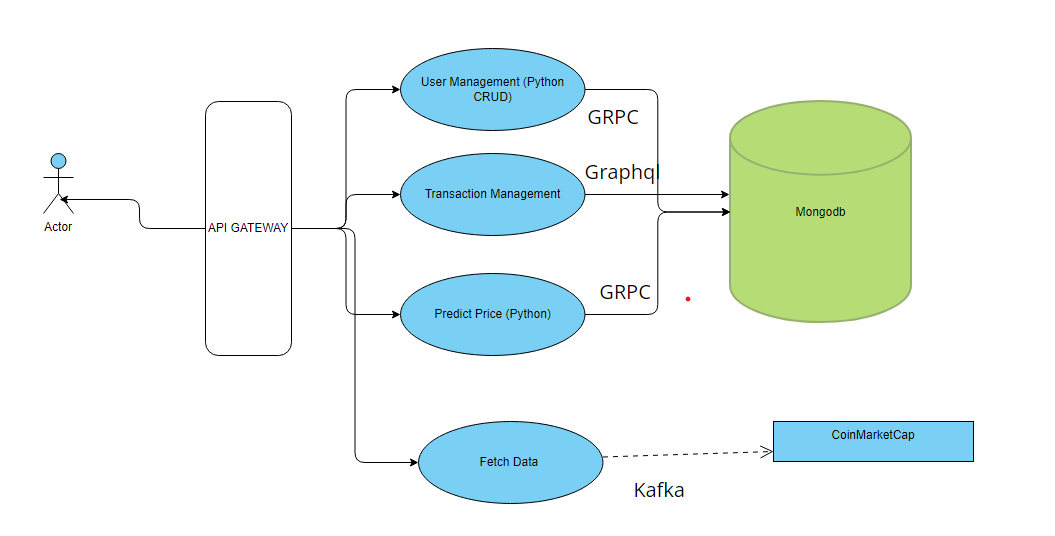 User Management (Python
CRUD)
GRPC
Graphql
Transaction Management
Mongodb
Actor
API GATEWAY
GRPC
Predict Price (Python)
CoinMarketCap
Fetch Data
Kafka